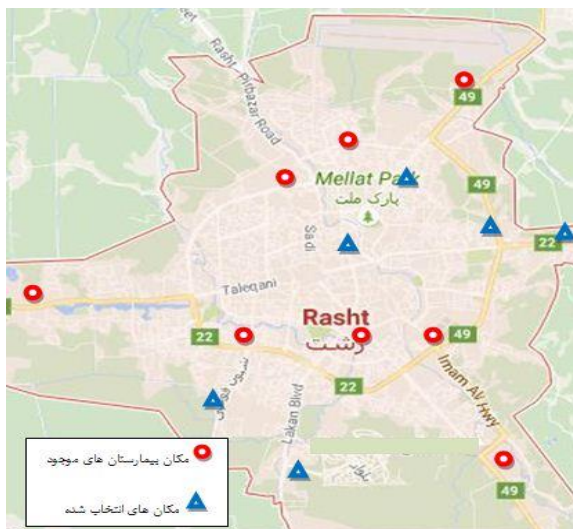 Rasht - Pirbazar Road
49
Mellat Park
پارک ملت
49
Sadi
22
Taleqani
Rasht
رشت
22
49
22
Imam Ali Hwy
Lakan Blvd
49
مکان بیمارستان های موجود
مکان های انتخاب شده